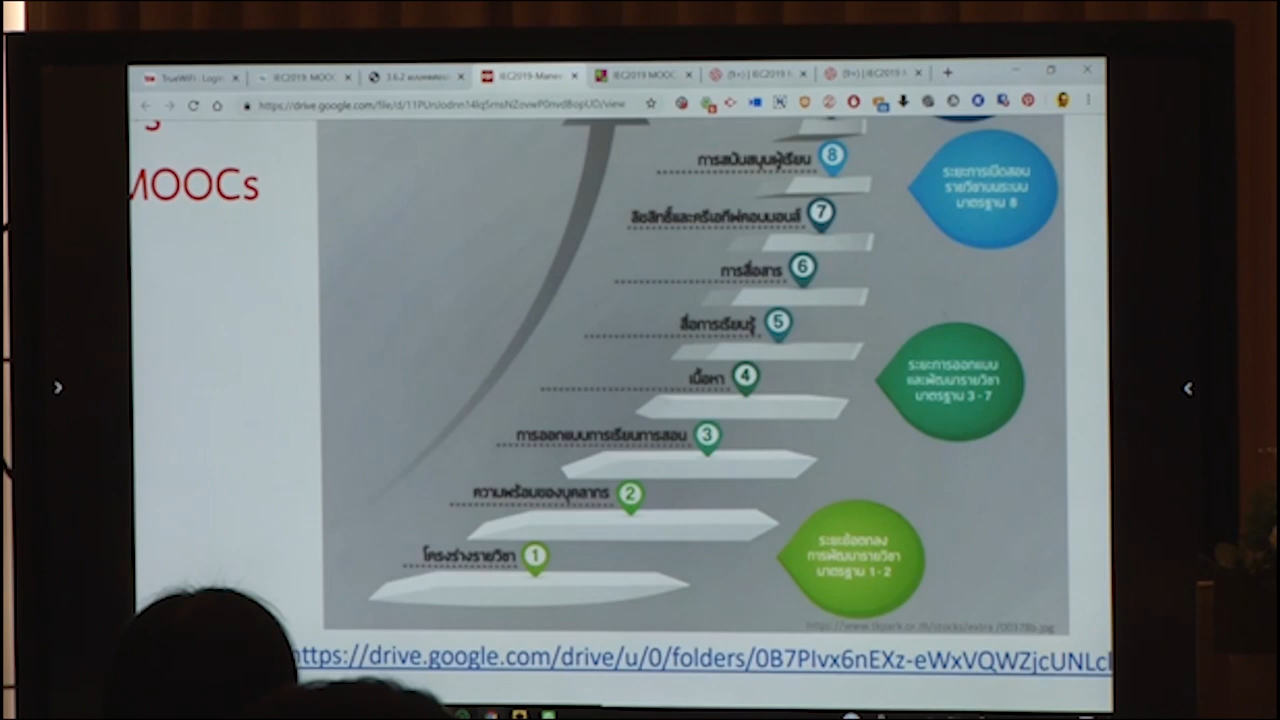 IEC2019 MOOC
IEC2019-Mane
IEC2019 MOOC
MOOCs
การสนับสนุนผู้เรียน
8
ระยะการเปิดสอน
รายวิชาบนระบบ
มาตรฐาน 8
ลิขสิทธิ์และครีเอทีฟคอมมอนส์
7
การสื่อสาร
6
สื่อการเรียนรู้
5
เนื้อหา
4
ระยะการออกแบบ
และพัฒนารายวิชา
มาตรฐาน 3 - 7
การออกแบบการเรียนการสอน
3
ความพร้อมของบุคลากร
2
โครงร่างรายวิชา
1
ระยะข้อตกลง
การพัฒนารายวิชา
มาตรฐาน 1 - 2
ttps://drive.google.com/drive/u/0/folders/0B7PIvx6nEXz-eWxVQWZjcUNLcl